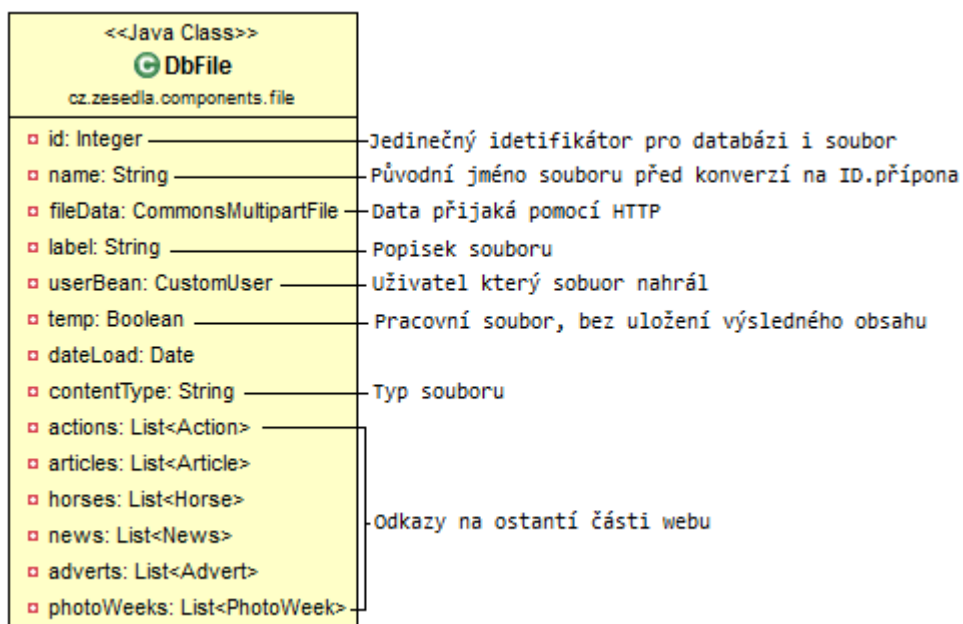 <<Java Class>>
C DbFile
cz.zesedla.components.file
id: Integer Jedinečný idetifikátor pro databázi i soubor
name: String Původní jméno souboru před konverzí na ID.přípona
fileData: CommonsMultipartFile Data přijaká pomocí HTTP
label: String Popisek souboru
userBean: CustomUser Uživatel který sobuor nahrál
temp: Boolean Pracovní soubor, bez uložení výsledného obsahu
dateLoad: Date
contentType: String Typ souboru
actions: List<Action>
articles: List<Article>
horses: List<Horse>
news: List<News>
Odkazy na ostantí části webu
adverts: List<Advert>
photoWeeks: List<PhotoWeek>